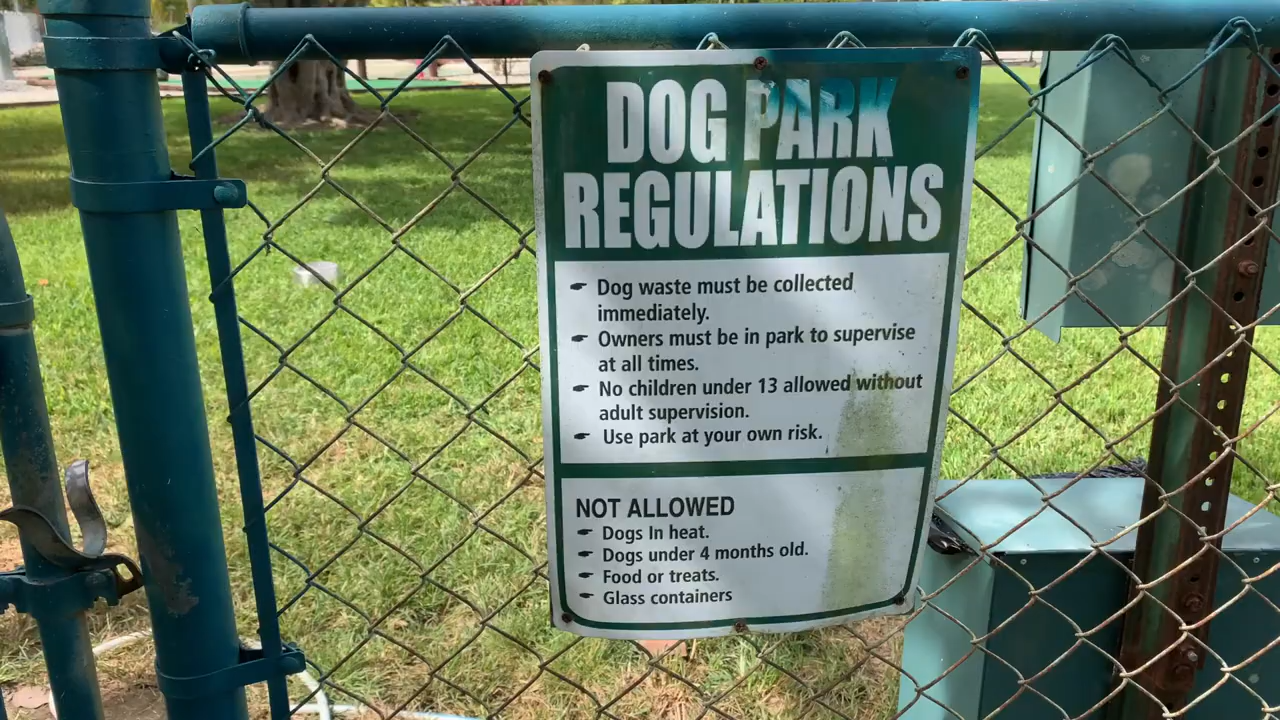 DOG PARK
REGULATIONS
Dog waste must be collected
immediately.
Owners must be in park to supervise
at all times.
No children under 13 allowed without
adult supervision.
Use park at your own risk.
NOT ALLOWED
Dogs In heat.
Dogs under 4 months old.
Food or treats.
Glass containers